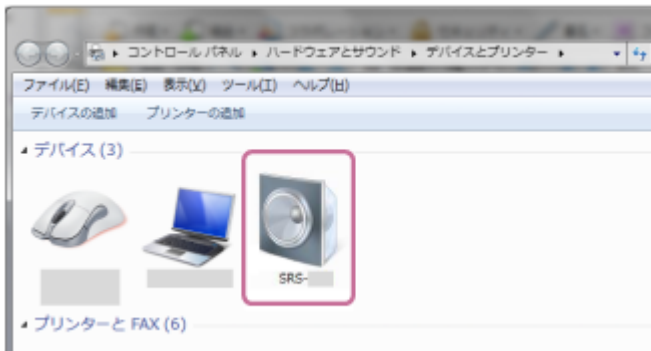 コントロール パネル ハードウェアとサウンド デバイスとプリンター
ファイル(E) 編集(E) 表示(V) ツール(I) ヘルプ(H)
デバイスの追加 プリンターの追加
デバイス (3)
SRS-
プリンターと FAX (6)